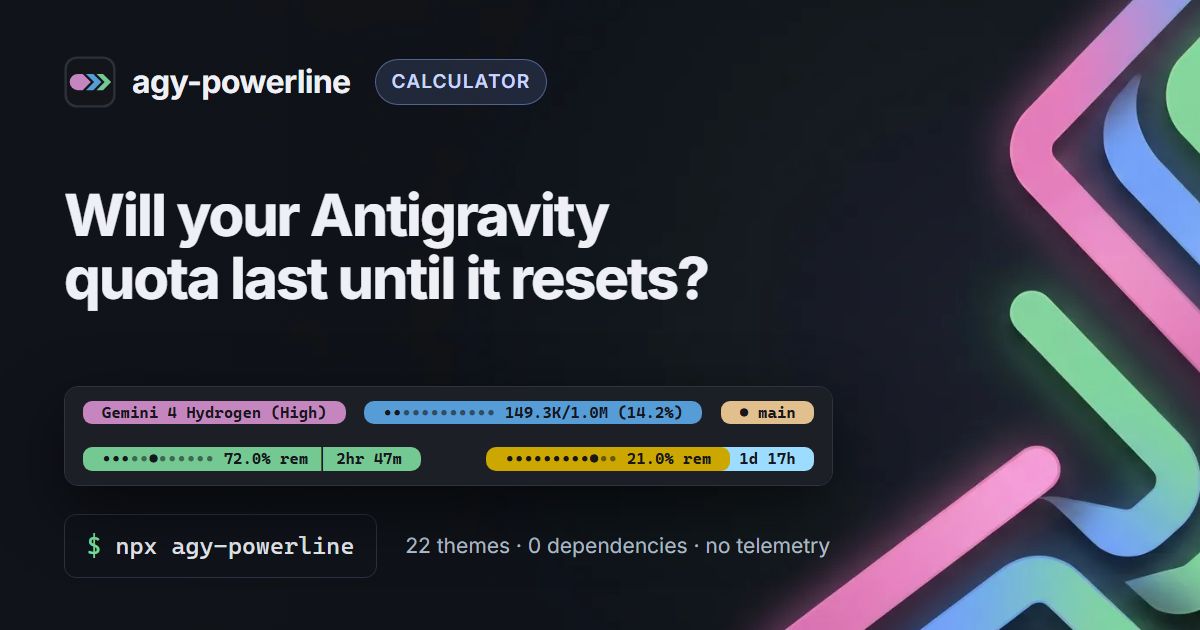 agy-powerline CALCULATOR
Will your Antigravity
quota last until it resets?
Gemini 4 Hydrogen (High) 149.3K/1.0M (14.2%) main
72.0% rem 2hr 47m 21.0% rem 1d 17h
$ npx agy-powerline 22 themes · 0 dependencies · no telemetry